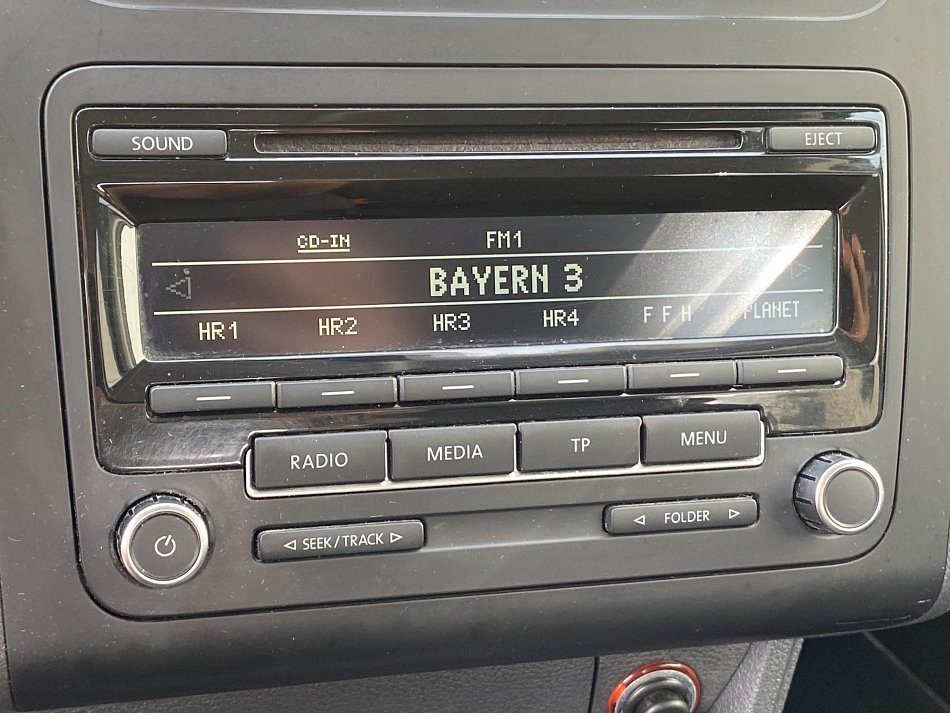 SOUND EJECT
CD-IN FM1
BAYERN 3
HR1 HR2 HR3 HR4 F F H PLANET
RADIO MEDIA TP MENU
SEEK/TRACK FOLDER